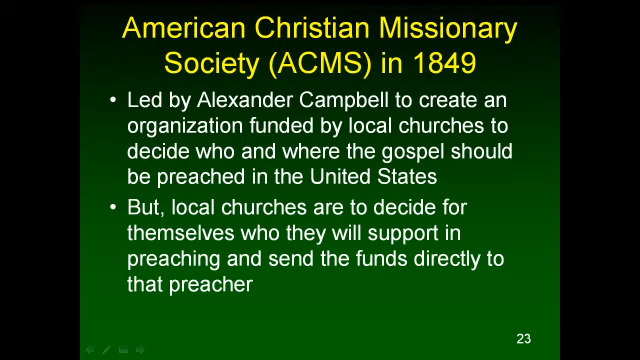 American Christian Missionary
Society (ACMS) in 1849
• Led by Alexander Campbell to create an
organization funded by local churches to
decide who and where the gospel should
be preached in the United States
• But, local churches are to decide for
themselves who they will support in
preaching and send the funds directly to
that preacher
23